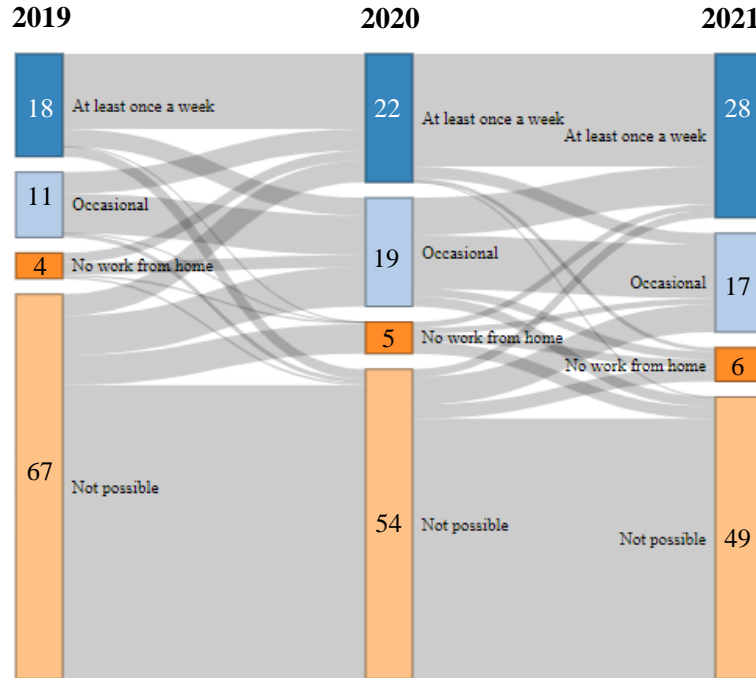 2019 2020 2021
18 At least once a week 22 At least once a week 28
At least once a week
11 Occasional
19 Occasional
17 Occasional
4 No work from home
5 No work from home
No work from home 6
67 Not possible
54 Not possible
Not possible 49